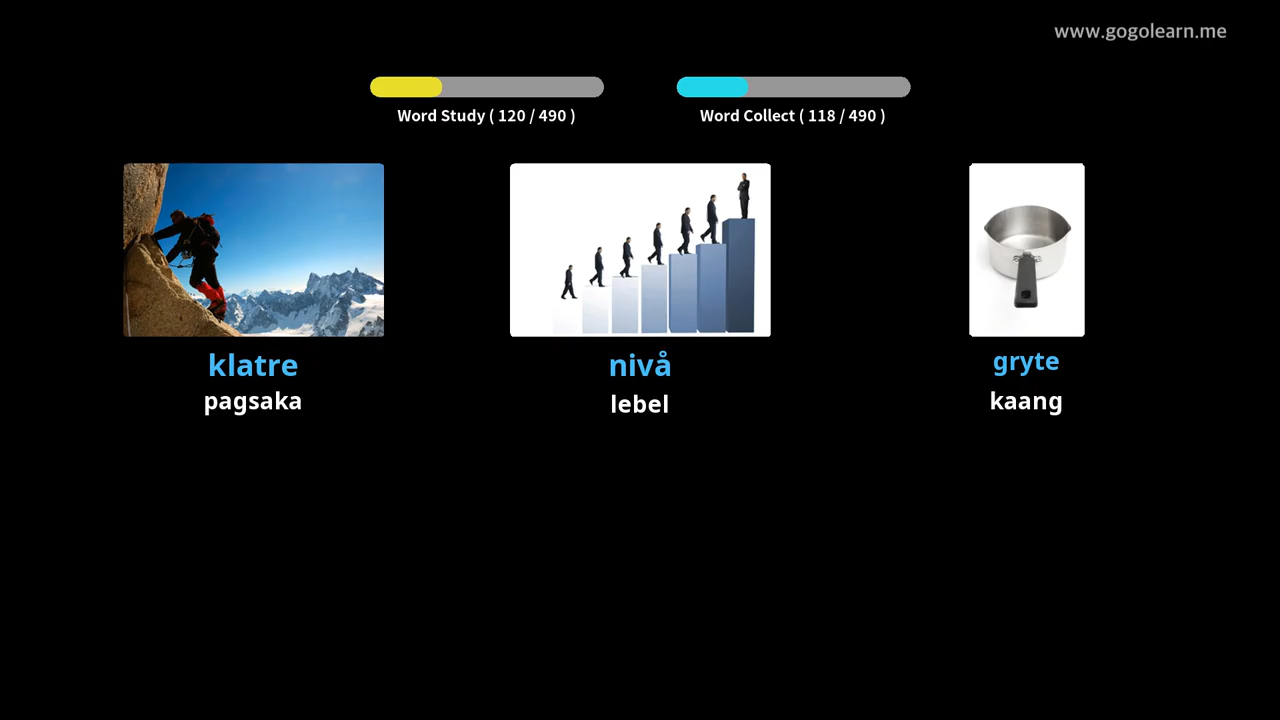 www.gogolearn.me
Word Study ( 120 / 490 )
Word Collect ( 118 / 490 )
klatre
pagsaka
nivå
lebel
gryte
kaang